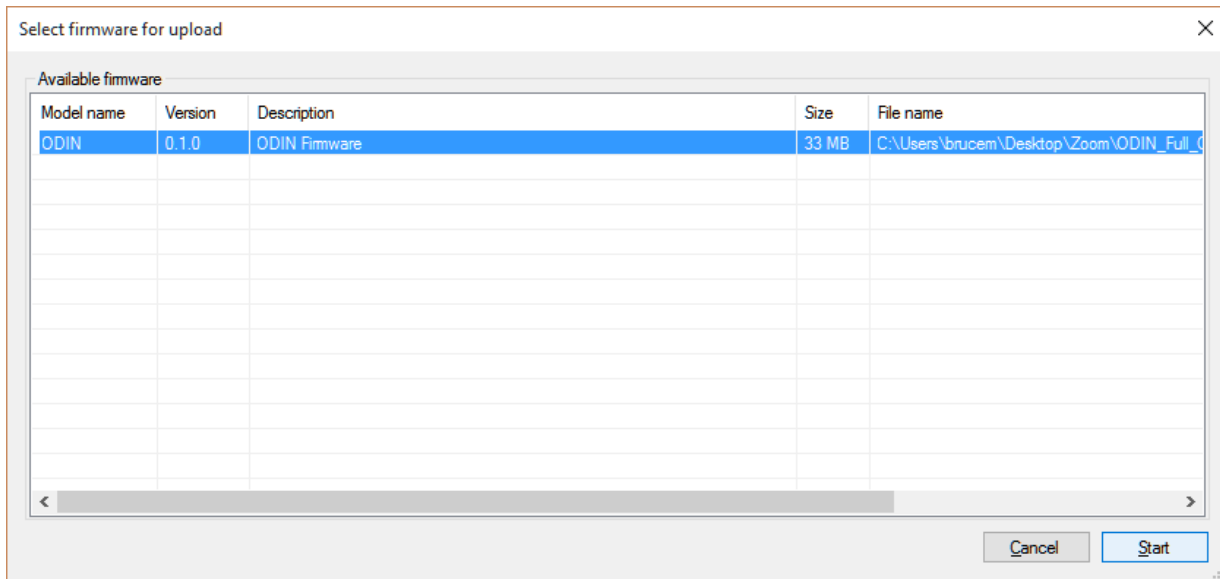 Select firmware for upload
Available firmware
Model name Version Description Size File name
ODIN 0.1.0 ODIN Firmware 33 MB C:\Users\brucem\Desktop\Zoom\ODIN_Full_
Cancel Start